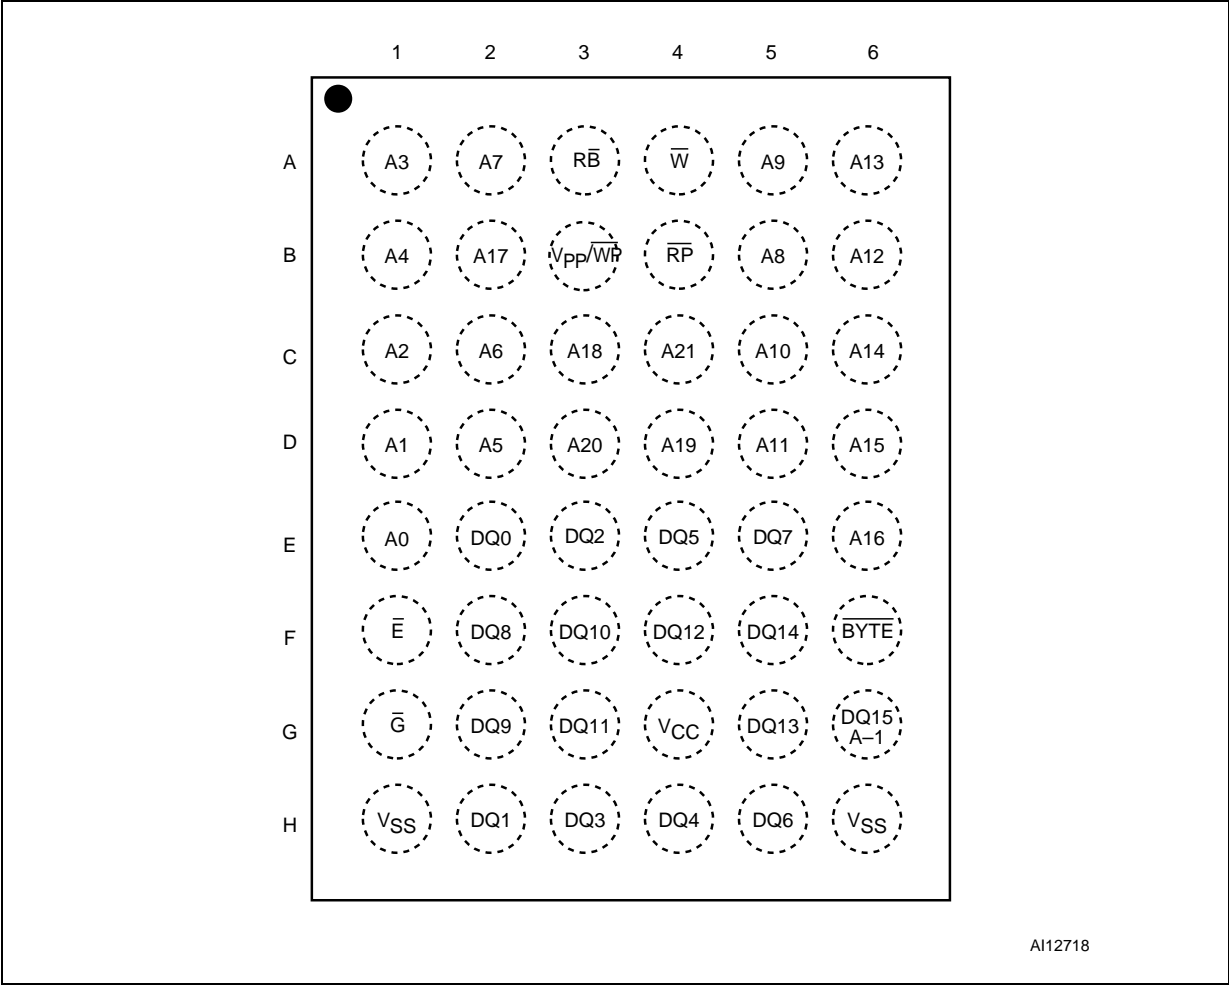 1 2 3 4 5 6
A A3 A7 RB̅ W̅ A9 A13
B A4 A17 VPP/W̅P̅ R̅P̅ A8 A12
C A2 A6 A18 A21 A10 A14
D A1 A5 A20 A19 A11 A15
E A0 DQ0 DQ2 DQ5 DQ7 A16
F E̅ DQ8 DQ10 DQ12 DQ14 B̅Y̅T̅E̅
G G̅ DQ9 DQ11 VCC DQ13 DQ15
A–1
H VSS DQ1 DQ3 DQ4 DQ6 VSS
AI12718